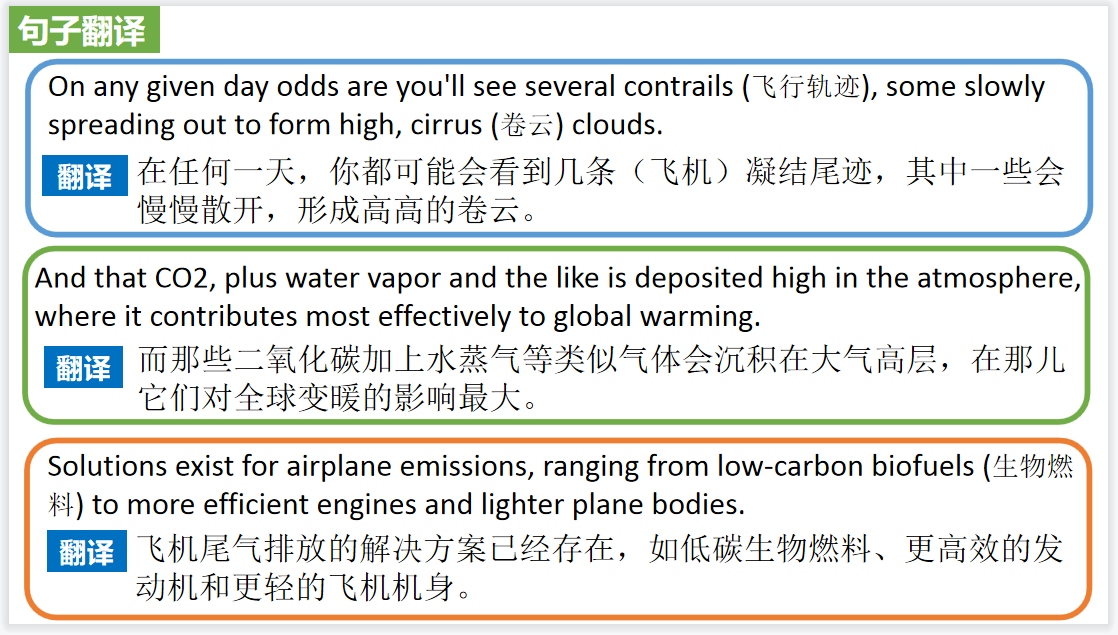 句子翻译
On any given day odds are you'll see several contrails (飞行轨迹), some slowly
spreading out to form high, cirrus (卷云) clouds.
翻译 在任何一天，你都可能会看到几条（飞机）凝结尾迹，其中一些会
慢慢散开，形成高高的卷云。
And that CO2, plus water vapor and the like is deposited high in the atmosphere,
where it contributes most effectively to global warming.
翻译 而那些二氧化碳加上水蒸气等类似气体会沉积在大气高层，在那儿
它们对全球变暖的影响最大。
Solutions exist for airplane emissions, ranging from low-carbon biofuels (生物燃
料) to more efficient engines and lighter plane bodies.
翻译 飞机尾气排放的解决方案已经存在，如低碳生物燃料、更高效的发
动机和更轻的飞机机身。